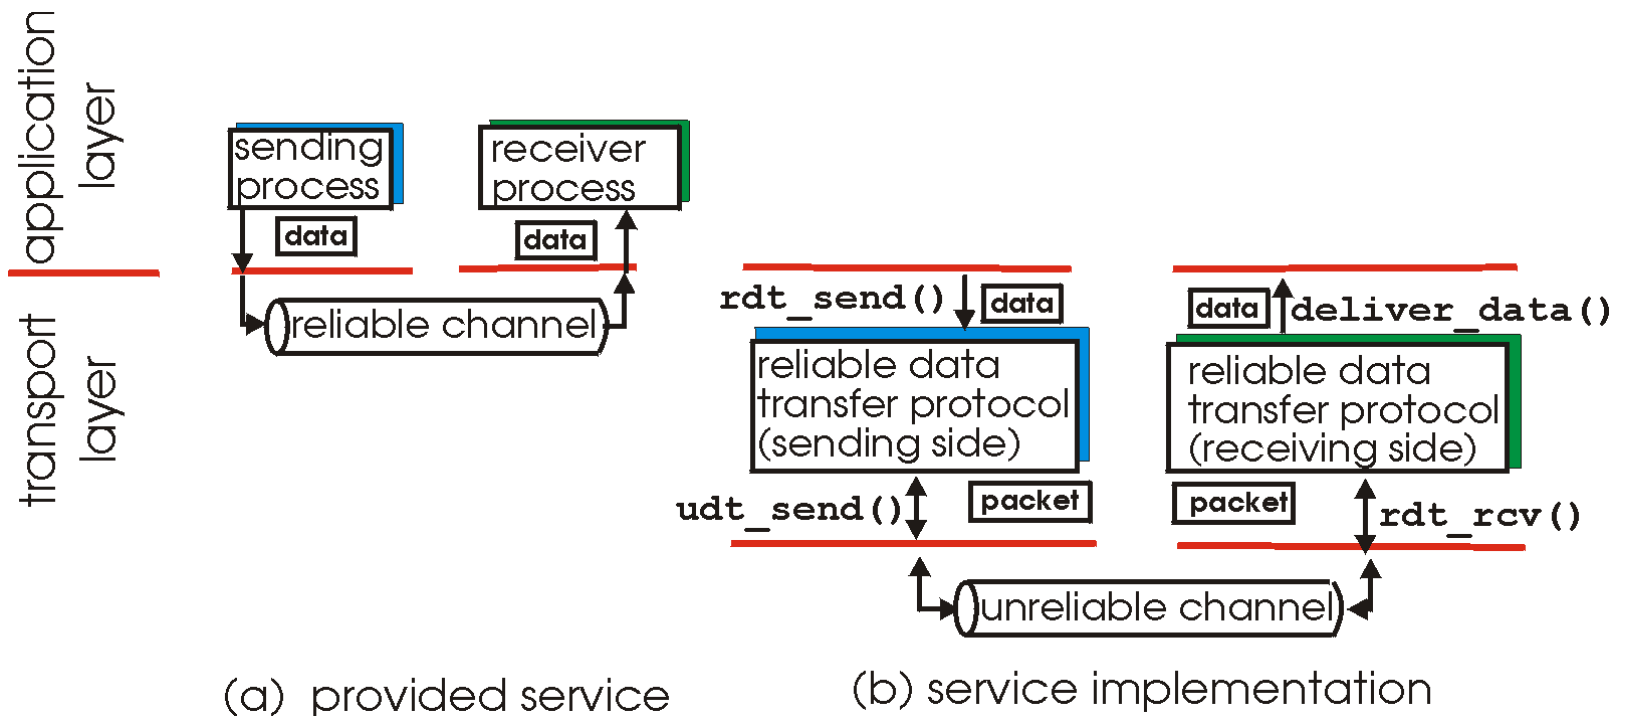 application
layer
transport
layer
sending
process
data
receiver
process
data
reliable channel
(a) provided service
rdt_send()
data
reliable data
transfer protocol
(sending side)
udt_send()
packet
data
deliver_data()
reliable data
transfer protocol
(receiving side)
packet
rdt_rcv()
unreliable channel
(b) service implementation